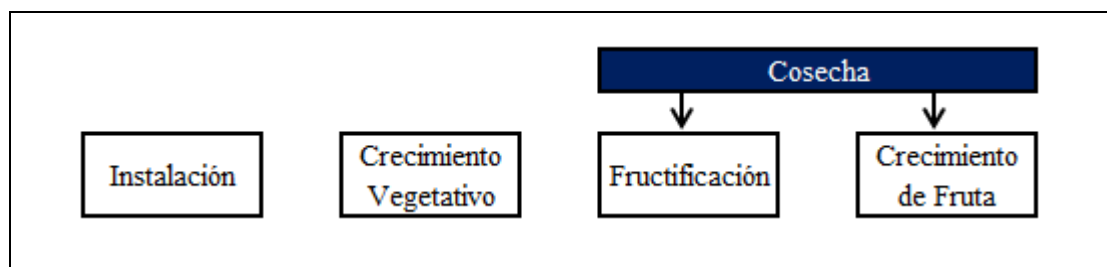 Cosecha
Instalación
Crecimiento
Vegetativo
Fructificación
Crecimiento
de Fruta